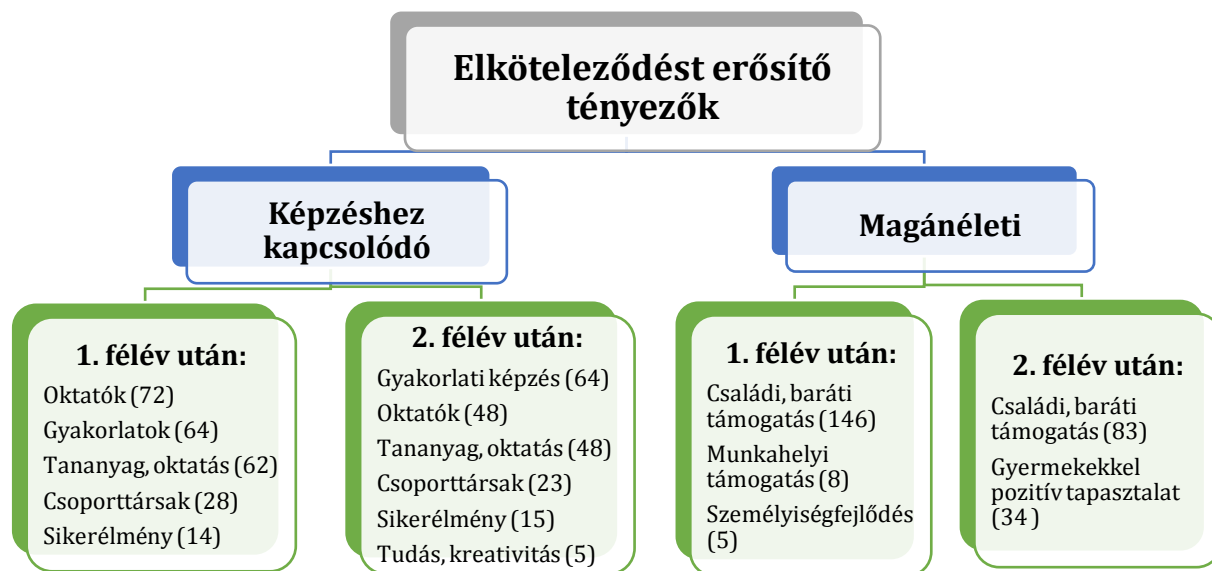 Elköteleződést erősítő
tényezők
Képzéshez
kapcsolódó
Magánéleti
1. félév után:
Oktatók (72)
Gyakorlatok (64)
Tananyag, oktatás (62)
Csoporttársak (28)
Sikerélmény (14)
2. félév után:
Gyakorlati képzés (64)
Oktatók (48)
Tananyag, oktatás (48)
Csoporttársak (23)
Sikerélmény (15)
Tudás, kreativitás (5)
1. félév után:
Családi, baráti
támogatás (146)
Munkahelyi
támogatás (8)
Személyiségfejlődés
(5)
2. félév után:
Családi, baráti
támogatás (83)
Gyermekekkel
pozitív tapasztalat
(34 )